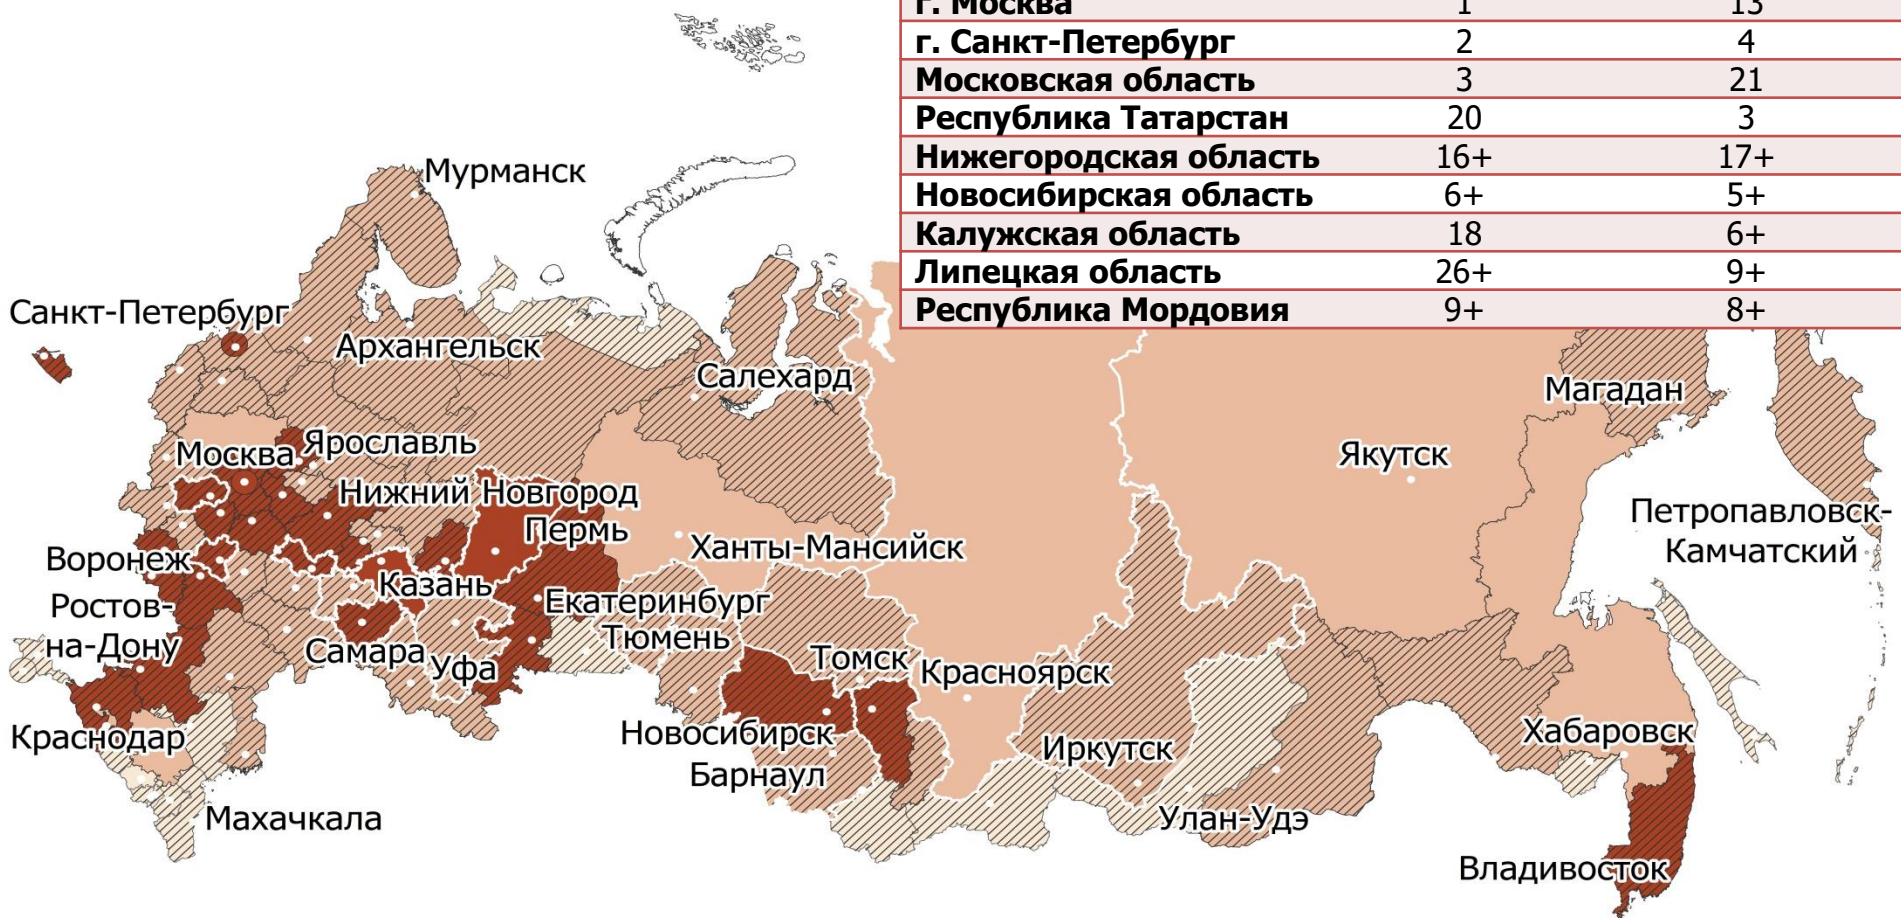 г. Москва 1 13
г. Санкт-Петербург 2 4
Московская область 3 21
Республика Татарстан 20 3
Нижегородская область 16+ 17+
Новосибирская область 6+ 5+
Калужская область 18 6+
Липецкая область 26+ 9+
Республика Мордовия 9+ 8+
Мурманск
Санкт-Петербург
Архангельск
Салехард
Магадан
Москва
Ярославль
Якутск
Нижний Новгород
Пермь
Петропавловск-
Камчатский
Воронеж
Ханты-Мансийск
Казань
Ростов-
на-Дону
Екатеринбург
Тюмень
Самара
Уфа
Томск
Красноярск
Краснодар
Новосибирск
Иркутск
Хабаровск
Барнаул
Махачкала
Улан-Удэ
Владивосток